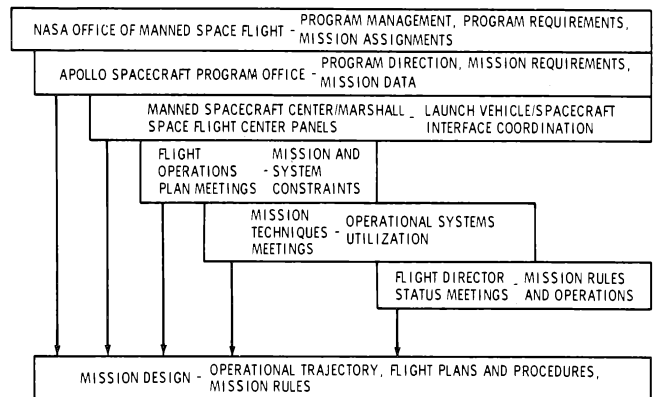 NASA OFFICE OF MANNED SPACE FLIGHT - PROGRAM MANAGEMENT, PROGRAM REQUIREMENTS,
MISSION ASSIGNMENTS
APOLLO SPACECRAFT PROGRAM OFFICE - PROGRAM DIRECTION, MISSION REQUIREMENTS,
MISSION DATA
MANNED SPACECRAFT CENTER/MARSHALL - LAUNCH VEHICLE/SPACECRAFT
SPACE FLIGHT CENTER PANELS INTERFACE COORDINATION
FLIGHT MISSION AND
OPERATIONS - SYSTEM
PLAN MEETINGS CONSTRAINTS
MISSION
TECHNIQUES - OPERATIONAL SYSTEMS
MEETINGS UTILIZATION
FLIGHT DIRECTOR - MISSION RULES
STATUS MEETINGS AND OPERATIONS
MISSION DESIGN - OPERATIONAL TRAJECTORY, FLIGHT PLANS AND PROCEDURES,
MISSION RULES